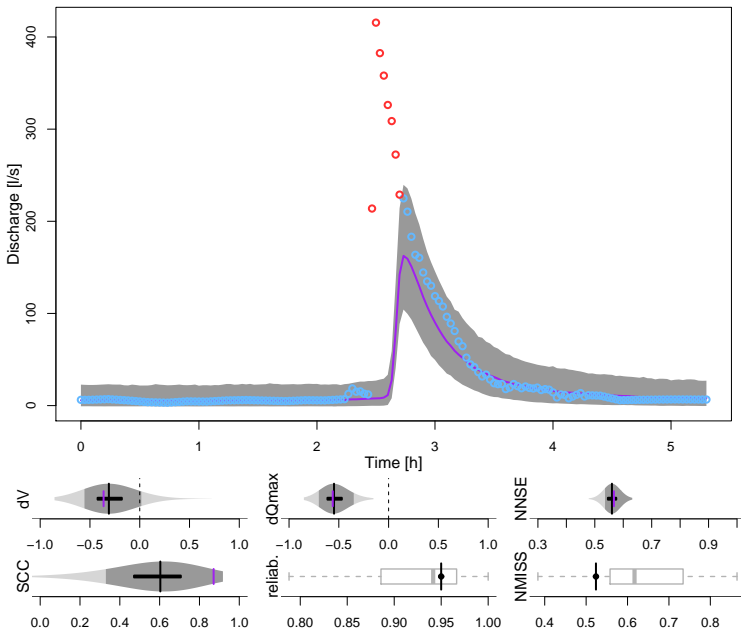 400
300
200
100
0
Discharge [l/s]
0 1 2 3 4 5
Time [h]
dV
−1.0 −0.5 0.0 0.5 1.0
dQmax
−1.0 −0.5 0.0 0.5 1.0
NNSE
0.3 0.5 0.7 0.9
SCC
0.0 0.2 0.4 0.6 0.8 1.0
reliab.
0.80 0.85 0.90 0.95 1.00
NMISS
0.4 0.5 0.6 0.7 0.8